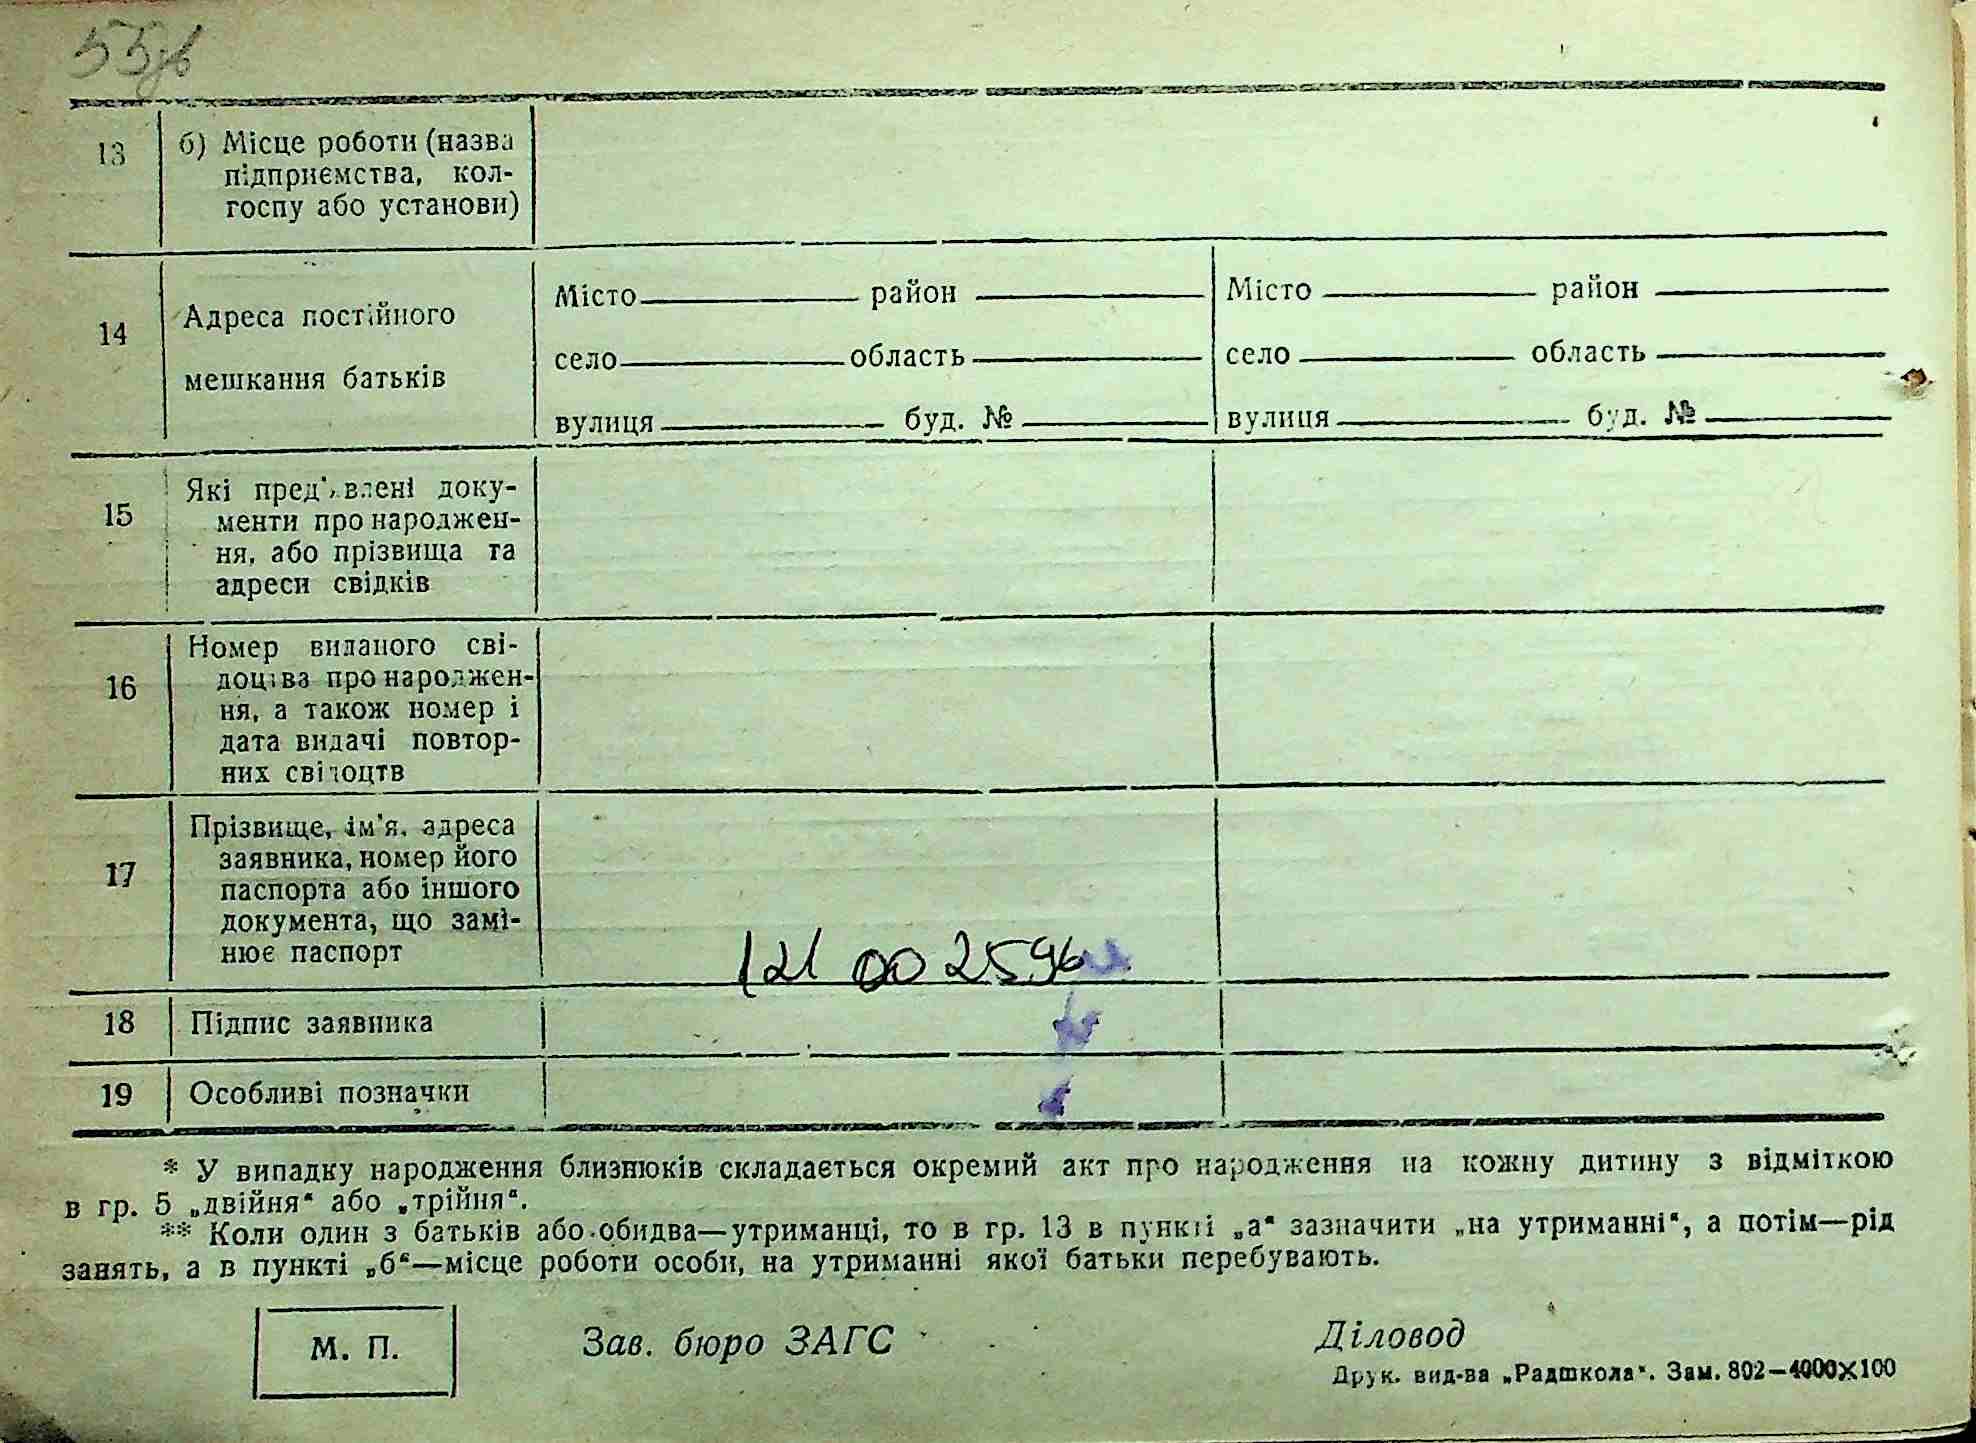 55зв
13 б) Місце роботи (назва
підприємства, кол-
госпу або установи)
14 Адреса постійного
мешкання батьків
Місто район
село область
вулиця буд. №
Місто район
село область
вулиця буд. №
15 Які пред'явлені доку-
менти про народжен-
ня, або прізвища та
адреси свідків
16 Номер виданого сві-
доцтва про народжен-
ня, а також номер і
дата видачі повтор-
них свідоцтв
17 Прізвище, ім'я, адреса
заявника, номер його
паспорта або іншого
документа, що замі-
нює паспорт
121 00 2596
18 Підпис заявника
19 Особливі позначки
* У випадку народження близнюків складається окремий акт про народження на кожну дитину з відміткою
в гр. 5 „двійня“ або „трійня“.
** Коли один з батьків або обидва—утриманці, то в гр. 13 в пункті „а“ зазначити „на утриманні“, а потім—рід
занять, а в пункті „б“—місце роботи особи, на утриманні якої батьки перебувають.
М. П. Зав. бюро ЗАГС Діловод
Друк. вид-ва „Радшкола“. Зам. 802—4000×100